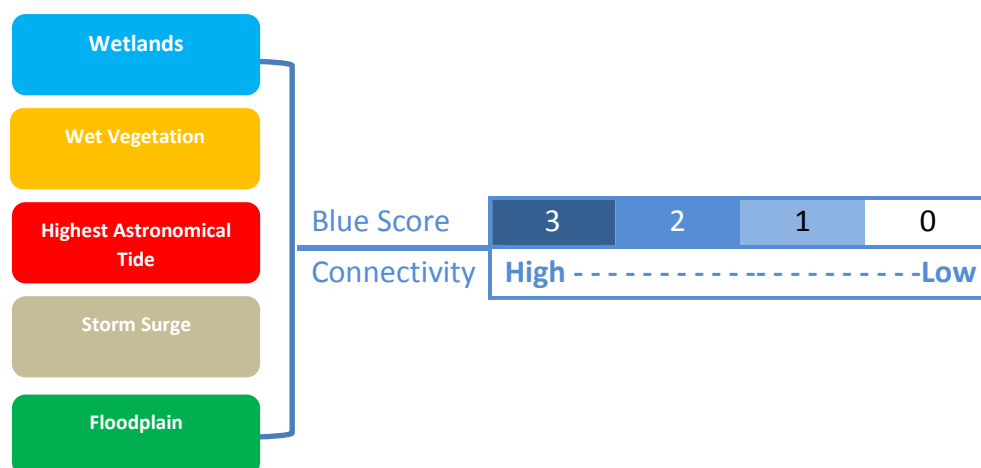 Wetlands
Wet Vegetation
Highest Astronomical
Tide
Storm Surge
Floodplain
Blue Score 3 2 1 0
Connectivity High - - - - - - - - - - -- - - - - - - - - -Low